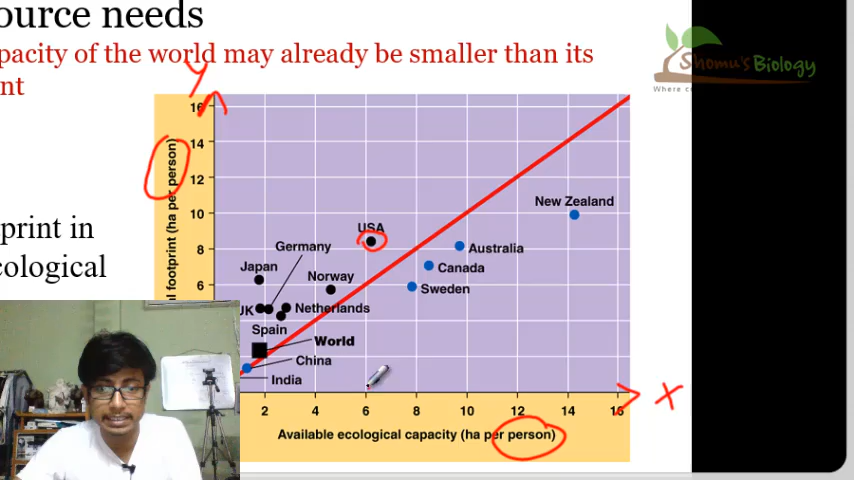 ource needs
pacity of the world may already be smaller than its
nt
Shomu's Biology
Where c
Y
16
14
12
10
8
6
l footprint (ha per person)
print in
cological
New Zealand
USA
Germany
Australia
Japan
Canada
Norway
Sweden
UK
Netherlands
Spain
World
China
India
2 4 6 8 10 12 14 16
X
Available ecological capacity (ha per person)